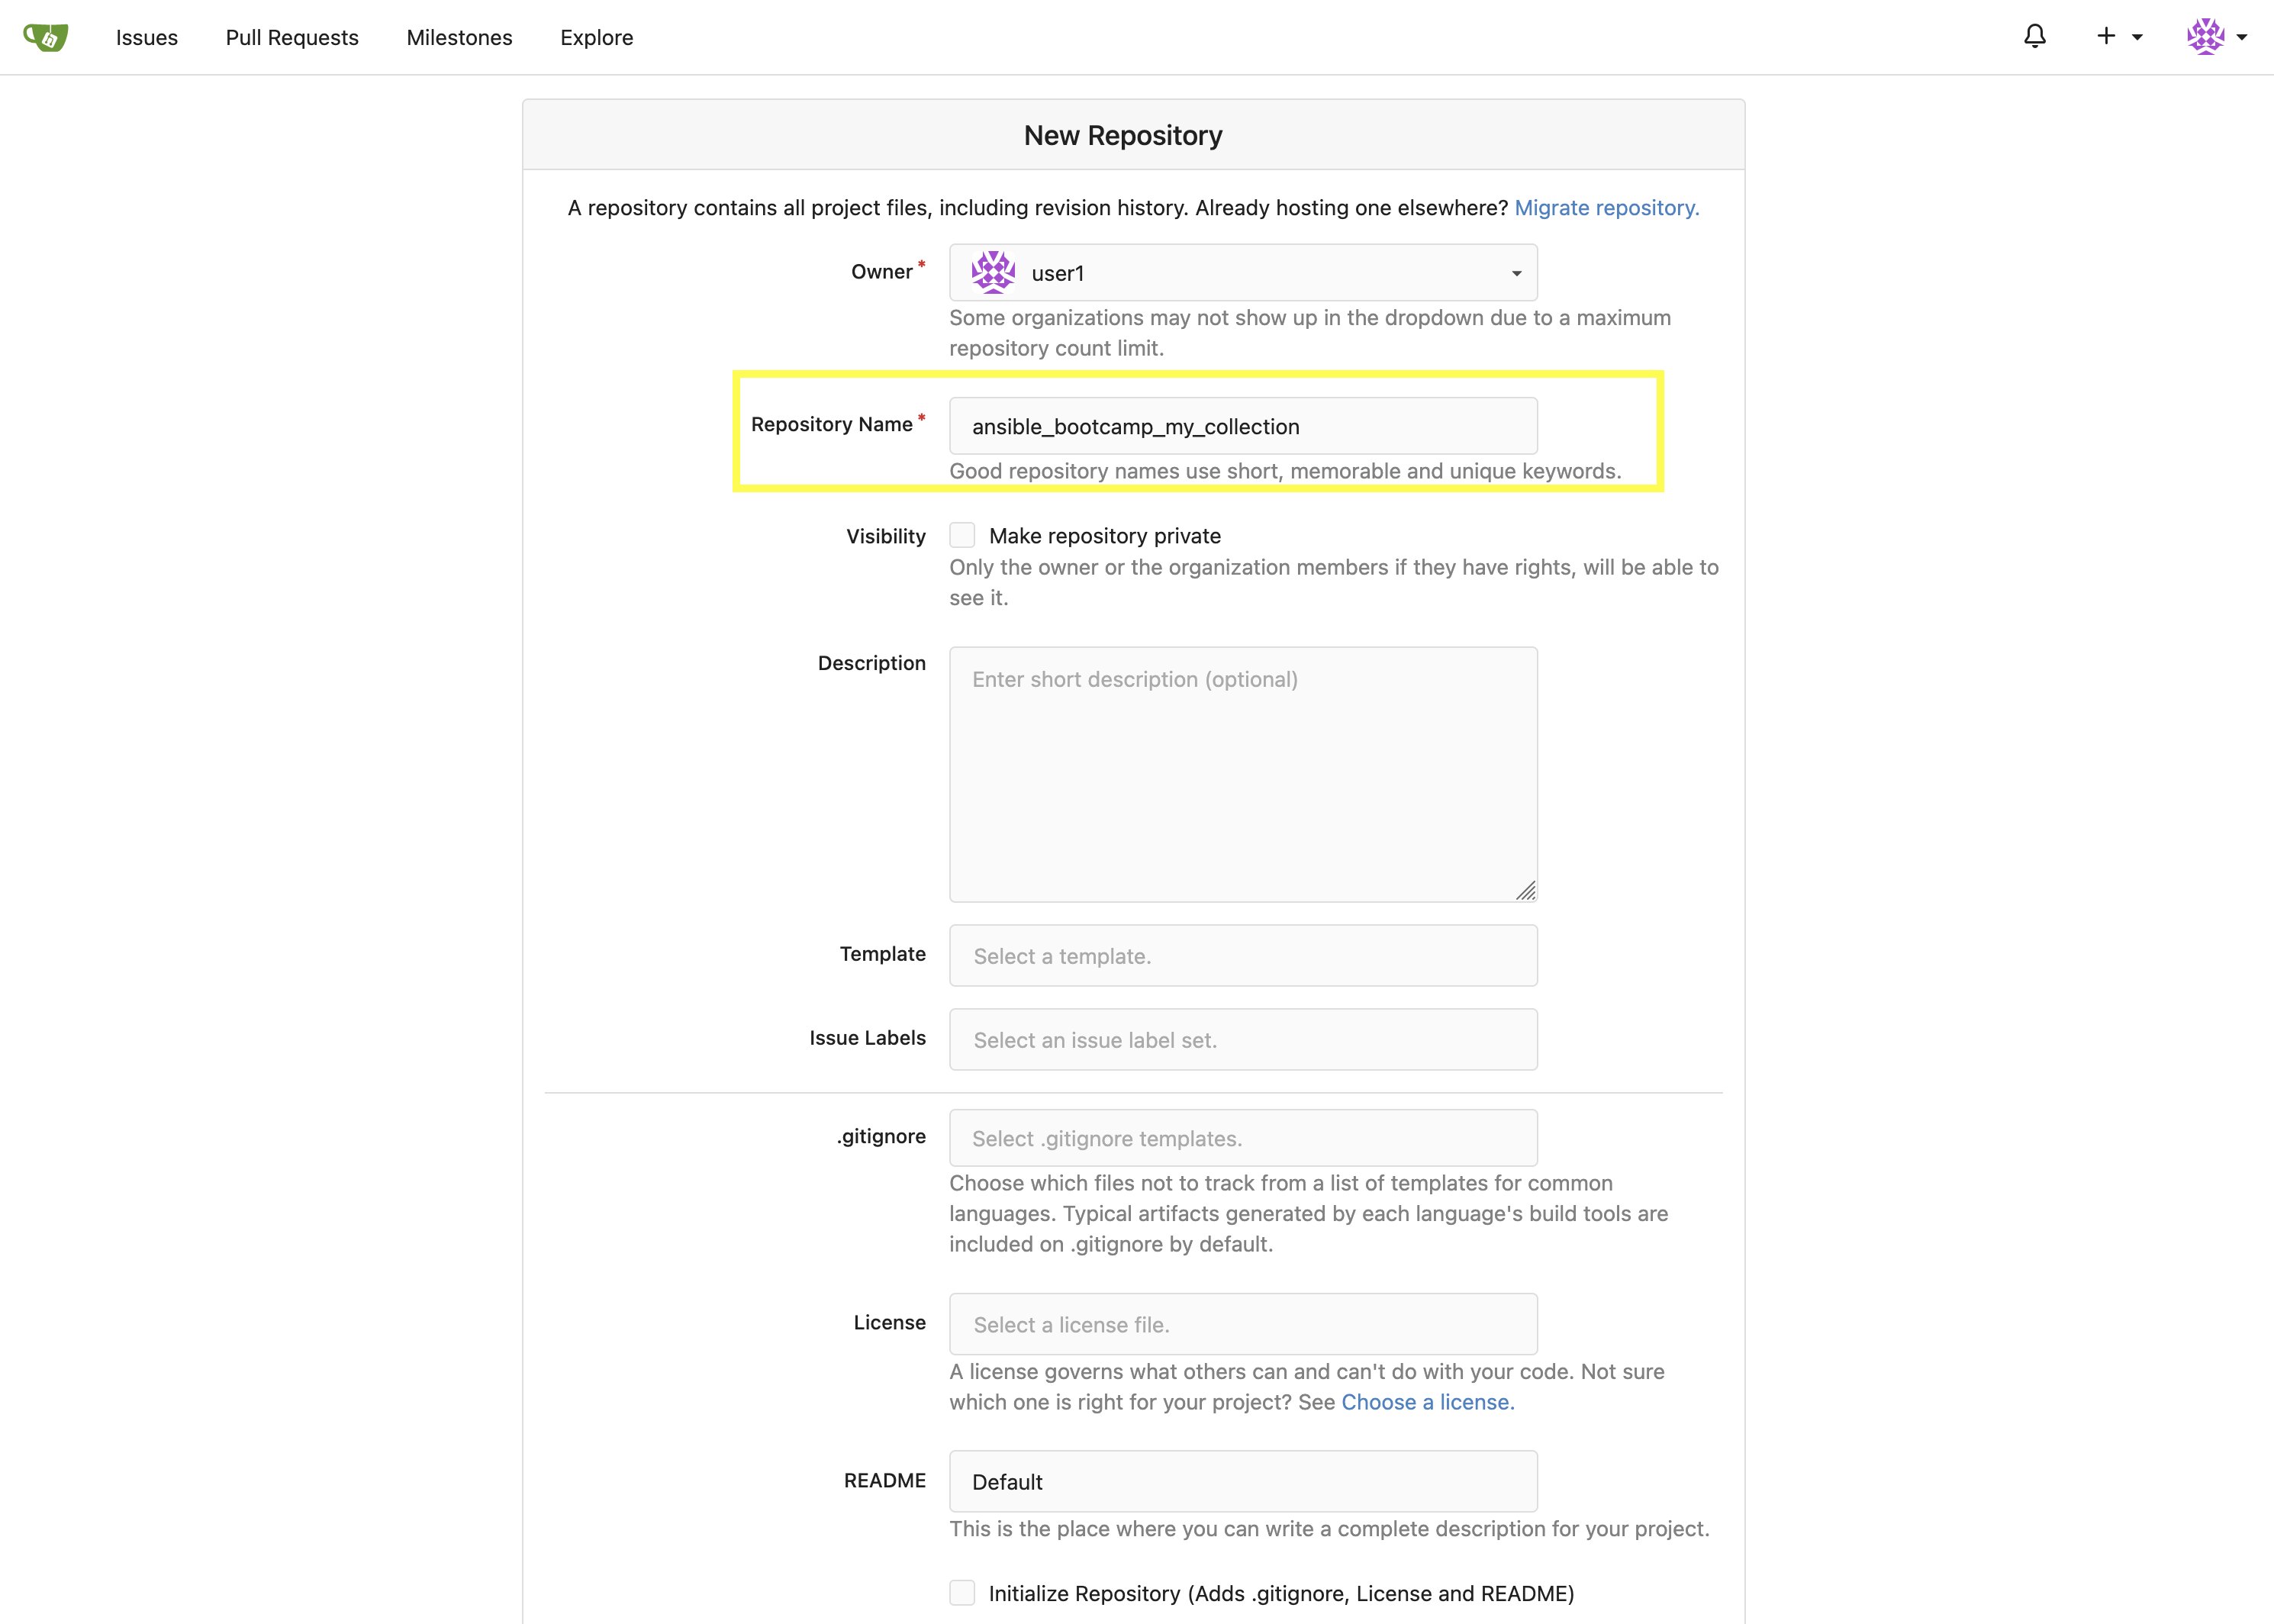 Issues Pull Requests Milestones Explore
New Repository
A repository contains all project files, including revision history. Already hosting one elsewhere? Migrate repository.
Owner *
user1
Some organizations may not show up in the dropdown due to a maximum
repository count limit.
Repository Name *
ansible_bootcamp_my_collection
Good repository names use short, memorable and unique keywords.
Visibility
Make repository private
Only the owner or the organization members if they have rights, will be able to
see it.
Description
Enter short description (optional)
Template
Select a template.
Issue Labels
Select an issue label set.
.gitignore
Select .gitignore templates.
Choose which files not to track from a list of templates for common
languages. Typical artifacts generated by each language's build tools are
included on .gitignore by default.
License
Select a license file.
A license governs what others can and can't do with your code. Not sure
which one is right for your project? See Choose a license.
README
Default
This is the place where you can write a complete description for your project.
Initialize Repository (Adds .gitignore, License and README)